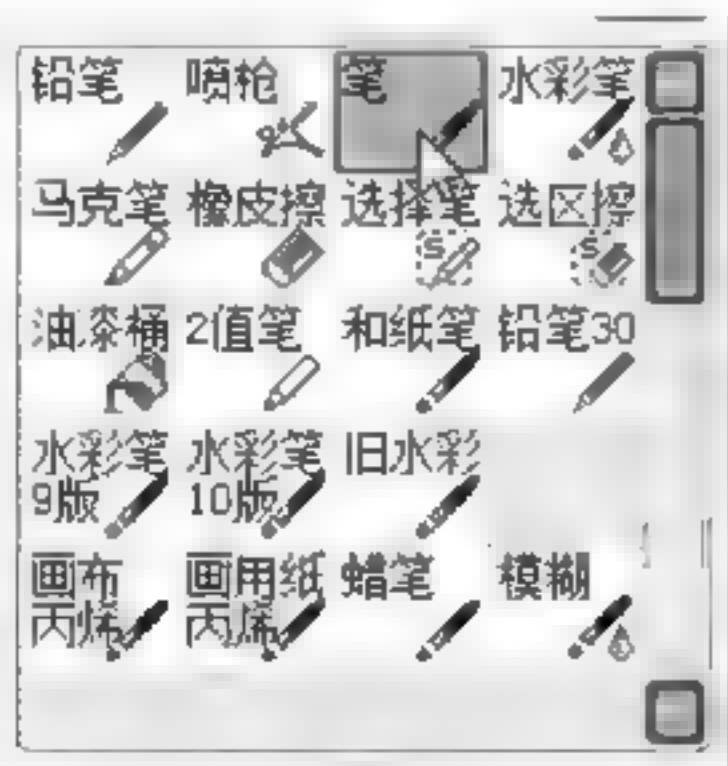 铅笔 喷枪 笔 水彩笔
马克笔 橡皮擦 选择笔 选区擦
S S
油漆桶 2值笔 和纸笔 铅笔30
水彩笔 水彩笔 旧水彩
9版 10版
画布 画用纸 蜡笔 模糊
丙烯 丙烯